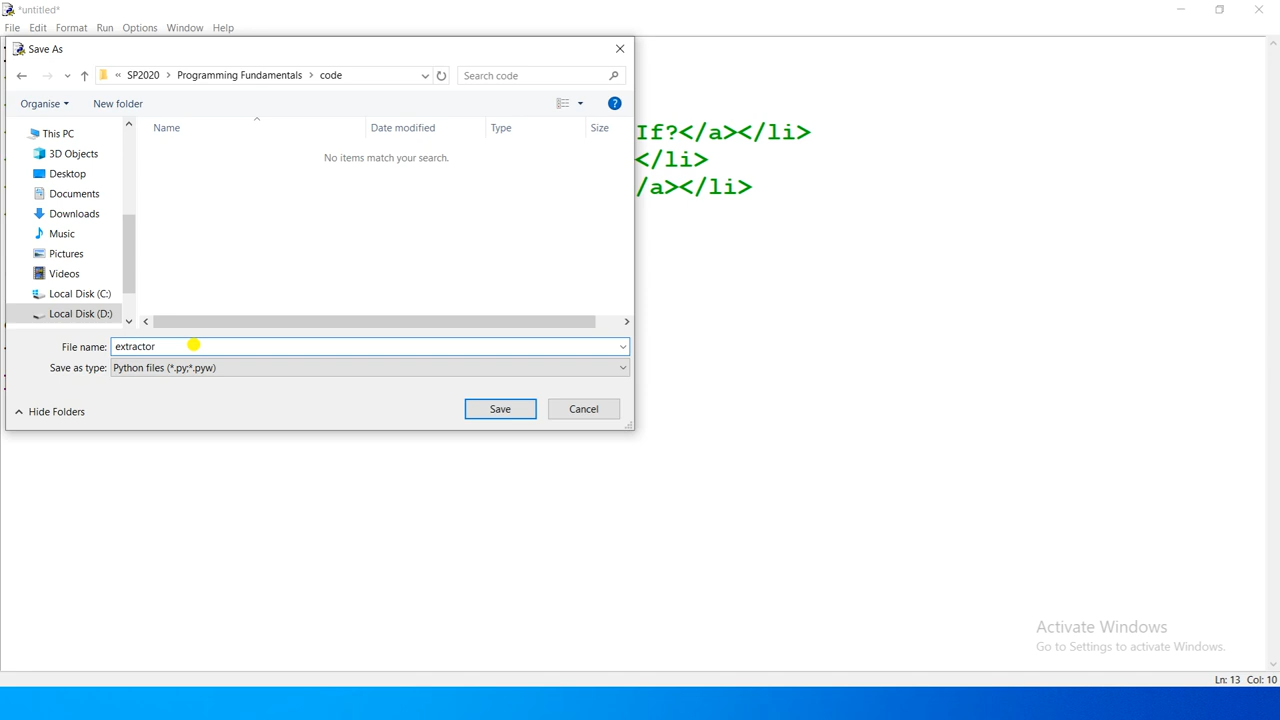 *untitled*
File Edit Format Run Options Window Help
Save As
« SP2020 > Programming Fundamentals > code
Search code
Organise New folder
?
This PC
3D Objects
Desktop
Documents
Downloads
Music
Pictures
Videos
Local Disk (C:)
Local Disk (D:)
Name Date modified Type Size
No items match your search.
If?</a></li>
</li>
/a></li>
File name: extractor
Save as type: Python files (*.py;*.pyw)
Hide Folders
Save Cancel
Activate Windows
Go to Settings to activate Windows.
Ln: 13 Col: 10